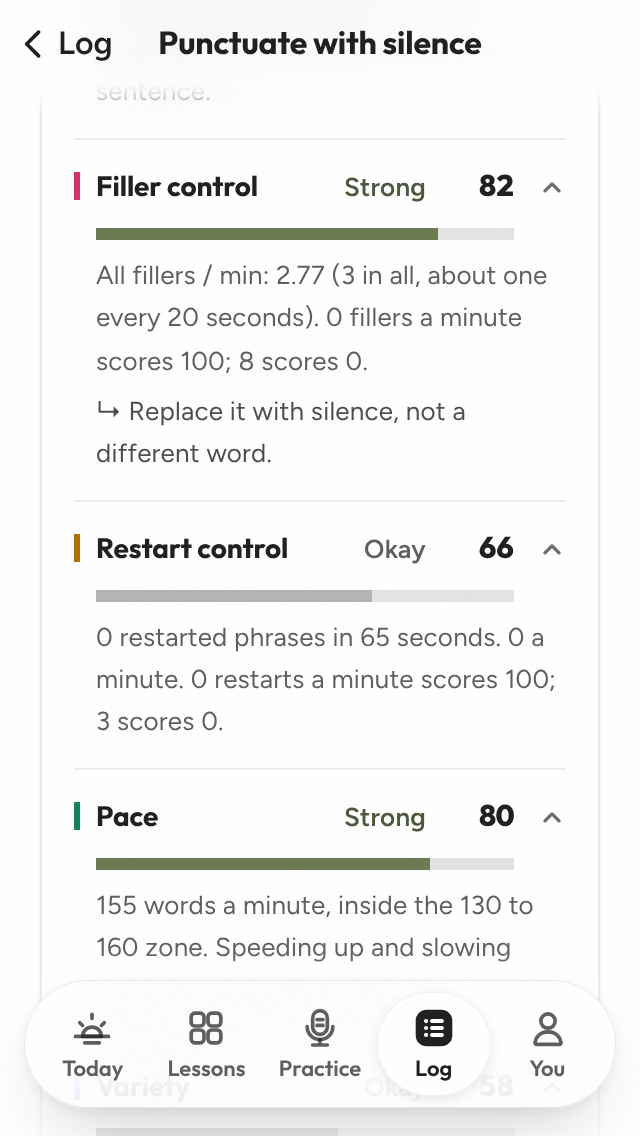 Log Punctuate with silence
sentence.
Filler control Strong 82
All fillers / min: 2.77 (3 in all, about one
every 20 seconds). 0 fillers a minute
scores 100; 8 scores 0.
↳ Replace it with silence, not a
different word.
Restart control Okay 66
0 restarted phrases in 65 seconds. 0 a
minute. 0 restarts a minute scores 100;
3 scores 0.
Pace Strong 80
155 words a minute, inside the 130 to
160 zone. Speeding up and slowing
Today Lessons Practice Log You
Variety Okay 58